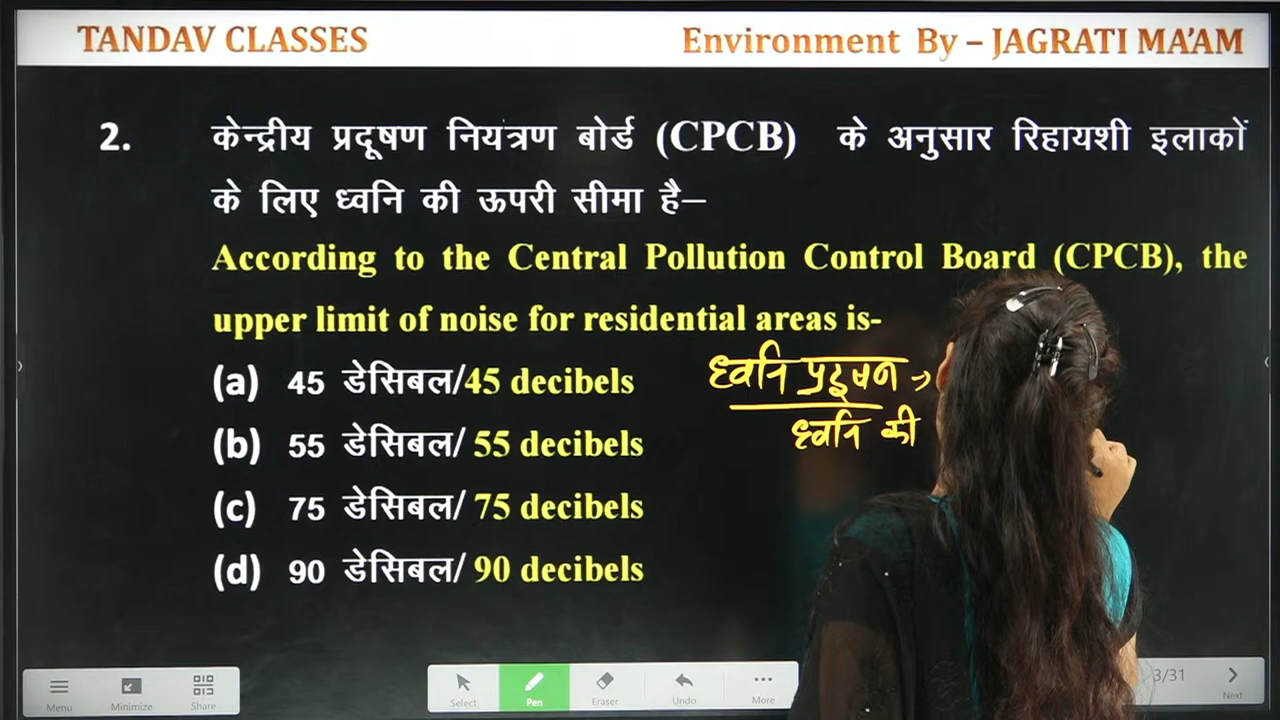 TANDAV CLASSES
Environment By – JAGRATI MA'AM
2. केन्द्रीय प्रदूषण नियंत्रण बोर्ड (CPCB) के अनुसार रिहायशी इलाकों
के लिए ध्वनि की ऊपरी सीमा है–
According to the Central Pollution Control Board (CPCB), the
upper limit of noise for residential areas is-
(a) 45 डेसिबल/45 decibels
(b) 55 डेसिबल/ 55 decibels
(c) 75 डेसिबल/ 75 decibels
(d) 90 डेसिबल/ 90 decibels
ध्वनि प्रदूषन →
ध्वनि की
Menu
Minimize
Share
Select
Pen
Eraser
Undo
More
3/31
Next